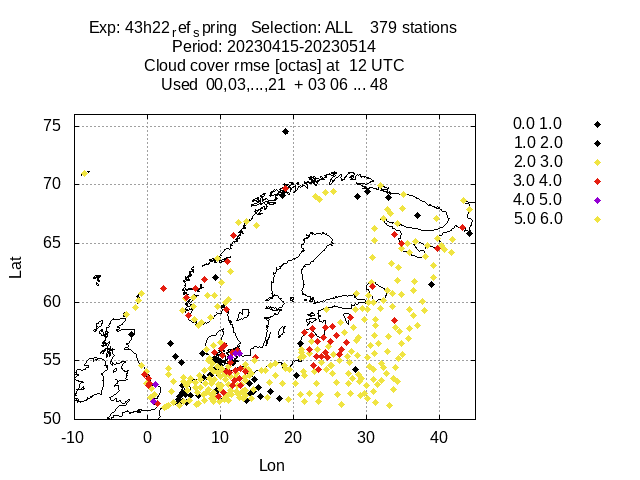 Exp: 43h22refspring Selection: ALL 379 stations
Period: 20230415-20230514
Cloud cover rmse [octas] at 12 UTC
Used 00,03,...,21 + 03 06 ... 48
75
70
65
60
55
50
Lat
-10 0 10 20 30 40
Lon
0.0 1.0
1.0 2.0
2.0 3.0
3.0 4.0
4.0 5.0
5.0 6.0